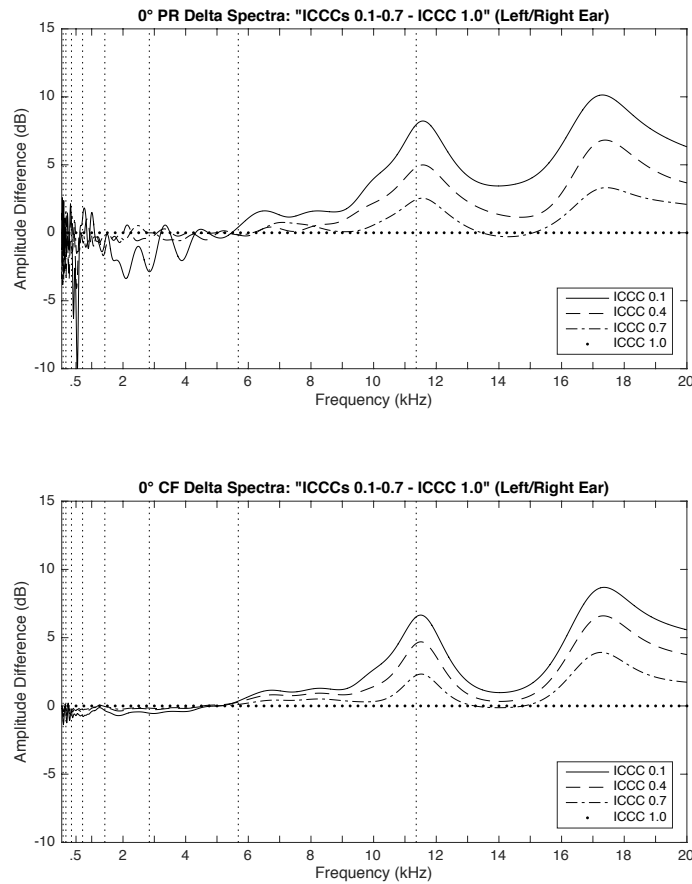 0° PR Delta Spectra: "ICCCs 0.1-0.7 - ICCC 1.0" (Left/Right Ear)
15
10
5
0
-5
-10
Amplitude Difference (dB)
ICCC 0.1
ICCC 0.4
ICCC 0.7
ICCC 1.0
.5 2 4 6 8 10 12 14 16 18 20
Frequency (kHz)
0° CF Delta Spectra: "ICCCs 0.1-0.7 - ICCC 1.0" (Left/Right Ear)
15
10
5
0
-5
-10
Amplitude Difference (dB)
ICCC 0.1
ICCC 0.4
ICCC 0.7
ICCC 1.0
.5 2 4 6 8 10 12 14 16 18 20
Frequency (kHz)